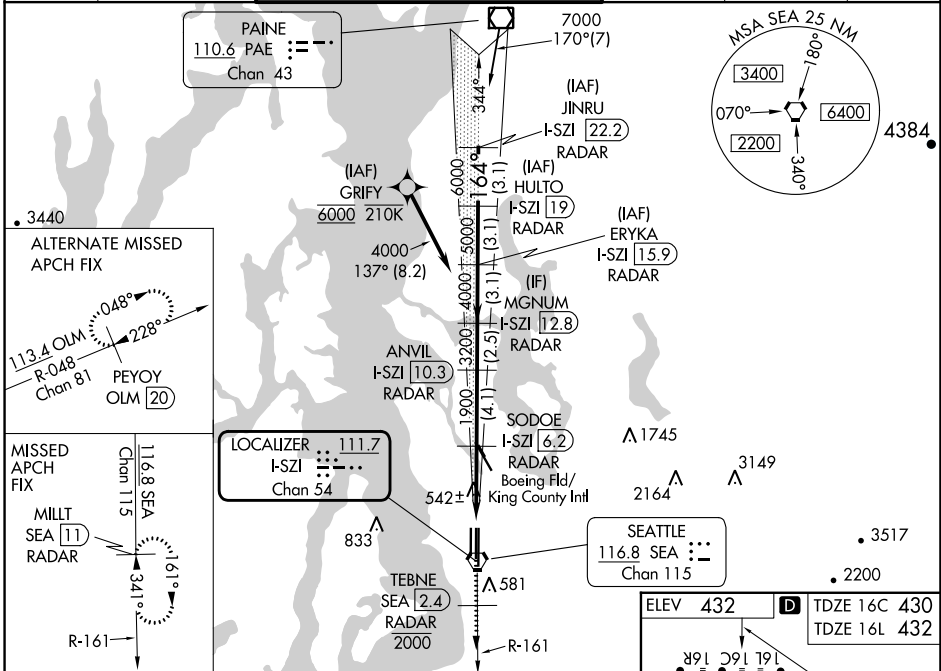 PAINE
110.6 PAE
Chan 43
7000
170°(7)
344°
(IAF)
JINRU
I-SZI 22.2
RADAR
MSA SEA 25 NM
180°
3400
070°
6400
2200
340°
4384
(IAF)
GRIFY
6000 210K
4000
137° (8.2)
6000
164°
(3.1)
(IAF)
HULTO
I-SZI 19
RADAR
5000
(3.1)
(IAF)
ERYKA
I-SZI 15.9
RADAR
4000
(3.1)
(IF)
MGNUM
I-SZI 12.8
RADAR
3200
(2.5)
ANVIL
I-SZI 10.3
RADAR
1900
(4.1)
SODOE
I-SZI 6.2
RADAR
Boeing Fld/
King County Intl
3440
ALTERNATE MISSED
APCH FIX
048°
228°
113.4 OLM
R-048
Chan 81
PEYOY
OLM 20
MISSED
APCH
FIX
116.8 SEA
Chan 115
MILLT
SEA 11
RADAR
161°
341°
R-161
LOCALIZER 111.7
I-SZI
Chan 54
542±
833
1745
3149
2164
3517
2200
SEATTLE
116.8 SEA
Chan 115
TEBNE
SEA 2.4
RADAR
2000
581
R-161
ELEV 432
D
TDZE 16C 430
TDZE 16L 432
16R 16C 16L